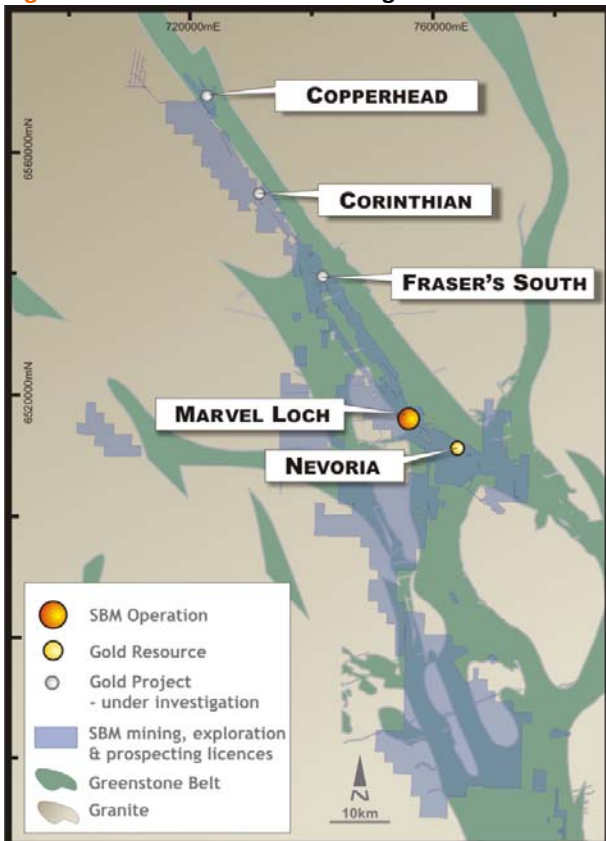 720000mE
760000mE
COPPERHEAD
6560000mN
CORINTHIAN
FRASER'S SOUTH
6520000mN
MARVEL LOCH
NEVORIA
SBM Operation
Gold Resource
Gold Project
- under investigation
SBM mining, exploration
& prospecting licences
Greenstone Belt
Granite
N
10km